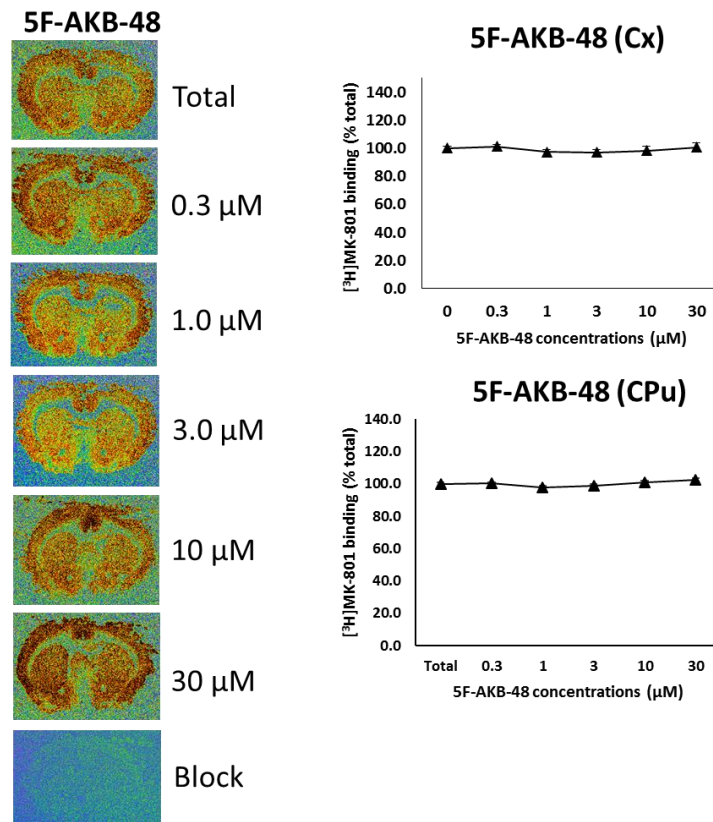 5F-AKB-48
Total
0.3 µM
1.0 µM
3.0 µM
10 µM
30 µM
Block
5F-AKB-48 (Cx)
[³H]MK-801 binding (% total)
140.0
120.0
100.0
80.0
60.0
40.0
20.0
0.0
0 0.3 1 3 10 30
5F-AKB-48 concentrations (µM)
5F-AKB-48 (CPu)
[³H]MK-801 binding (% total)
140.0
120.0
100.0
80.0
60.0
40.0
20.0
0.0
Total 0.3 1 3 10 30
5F-AKB-48 concentrations (µM)